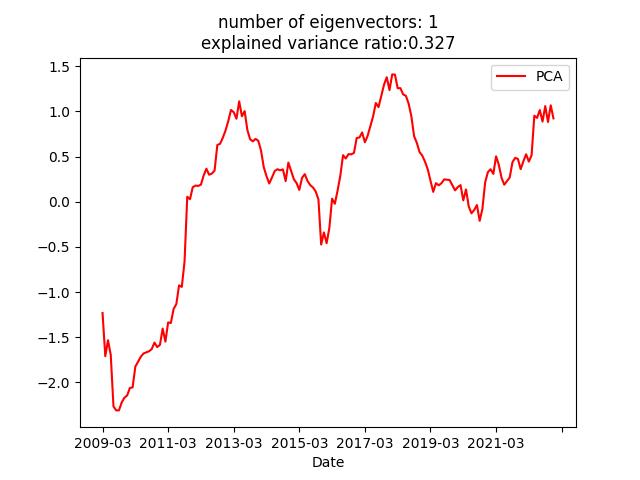 number of eigenvectors: 1
explained variance ratio:0.327
PCA
1.5
1.0
0.5
0.0
−0.5
−1.0
−1.5
−2.0
2009-03 2011-03 2013-03 2015-03 2017-03 2019-03 2021-03
Date